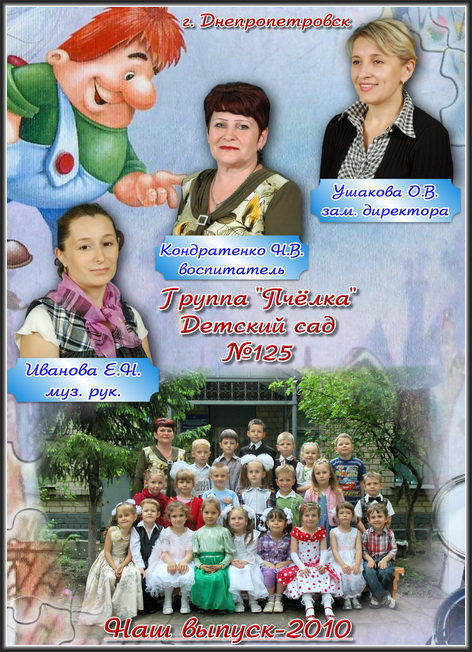 г. Днепропетровск
Ушакова О.В.
зам. директора
Кондратенко Н.В.
воспитатель
Группа "Пчёлка"
Детский сад
№125
Иванова Е.Н.
муз. рук.
Наш выпуск-2010